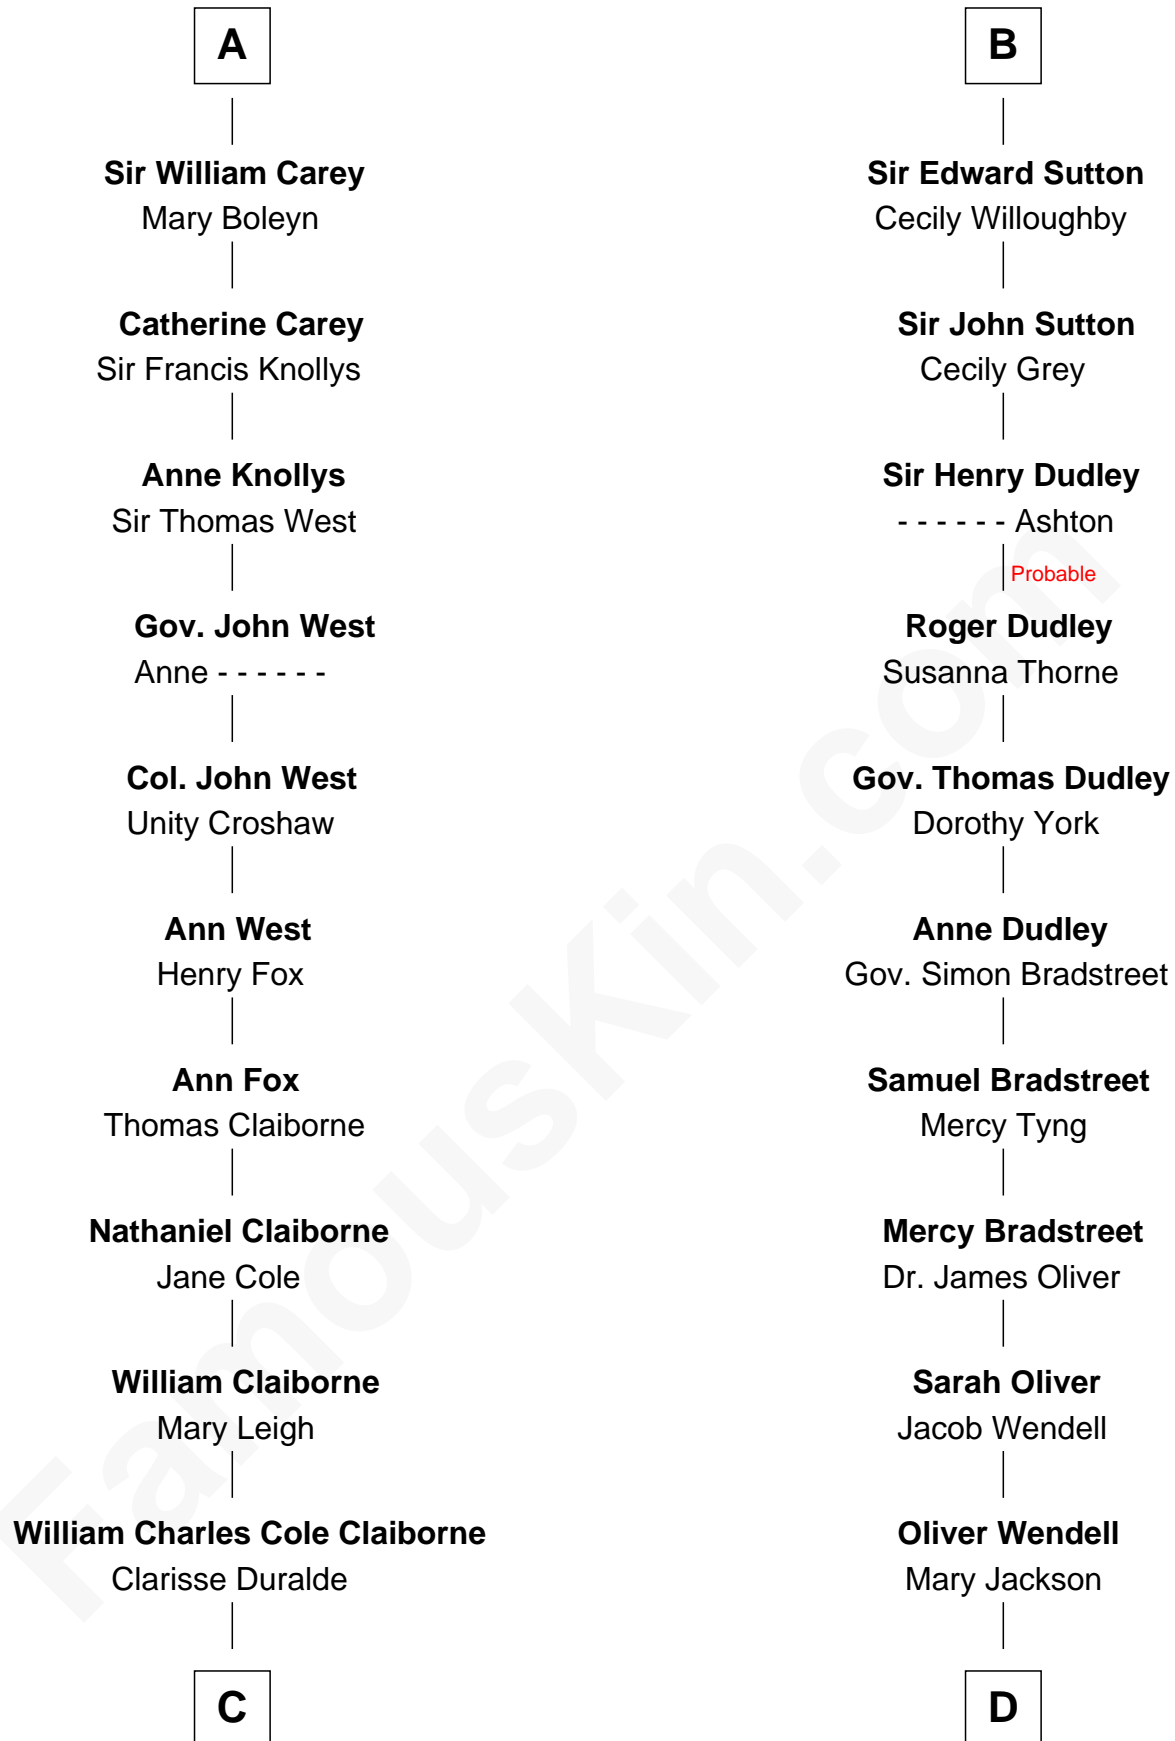 A
Sir William Carey
Mary Boleyn
Catherine Carey
Sir Francis Knollys
Anne Knollys
Sir Thomas West
Gov. John West
Anne - - - - - -
Col. John West
Unity Croshaw
Ann West
Henry Fox
Ann Fox
Thomas Claiborne
Nathaniel Claiborne
Jane Cole
William Claiborne
Mary Leigh
William Charles Cole Claiborne
Clarisse Duralde
C
B
Sir Edward Sutton
Cecily Willoughby
Sir John Sutton
Cecily Grey
Sir Henry Dudley
- - - - - - Ashton
Probable
Roger Dudley
Susanna Thorne
Gov. Thomas Dudley
Dorothy York
Anne Dudley
Gov. Simon Bradstreet
Samuel Bradstreet
Mercy Tyng
Mercy Bradstreet
Dr. James Oliver
Sarah Oliver
Jacob Wendell
Oliver Wendell
Mary Jackson
D
FamousKin.com